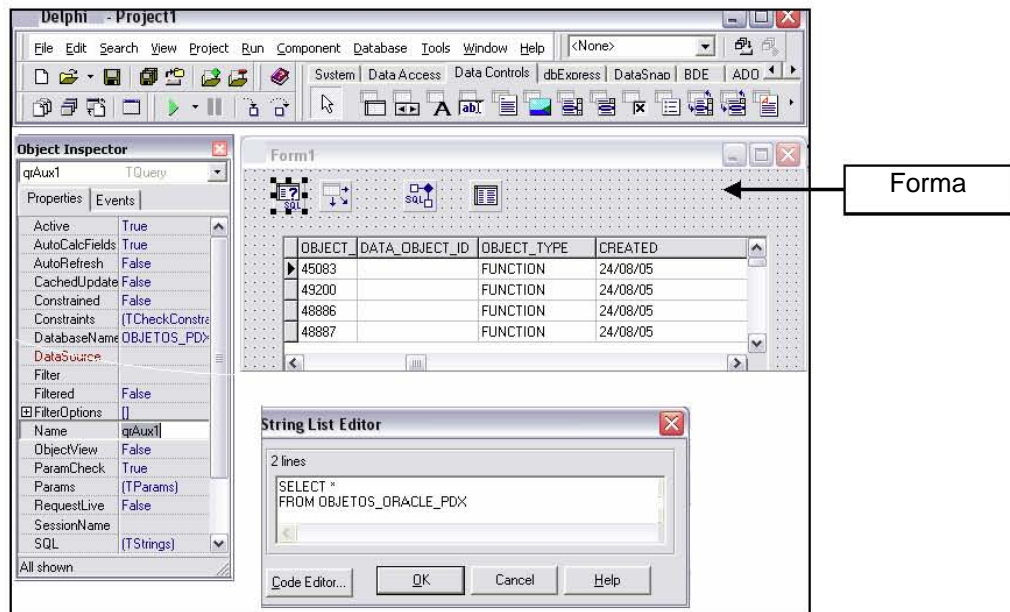 Delphi - Project1
File Edit Search View Project Run Component Database Tools Window Help <None>
System Data Access Data Controls dbExpress DataSnap BDE ADO
Object Inspector
qrAux1 TQuery
Properties Events
Active True
AutoCalcFields True
AutoRefresh False
CachedUpdate False
Constrained False
Constraints (TCheckConstra
DatabaseName OBJETOS_PDX
DataSource
Filter
Filtered False
FilterOptions []
Name qrAux1
ObjectView False
ParamCheck True
Params (TParams)
RequestLive False
SessionName
SQL (TStrings)
All shown
Form1
SQL
SQL
OBJECT_ DATA_OBJECT_ID OBJECT_TYPE CREATED
45083 FUNCTION 24/08/05
49200 FUNCTION 24/08/05
48886 FUNCTION 24/08/05
48887 FUNCTION 24/08/05
Forma
String List Editor
2 lines
SELECT *
FROM OBJETOS_ORACLE_PDX
Code Editor... OK Cancel Help